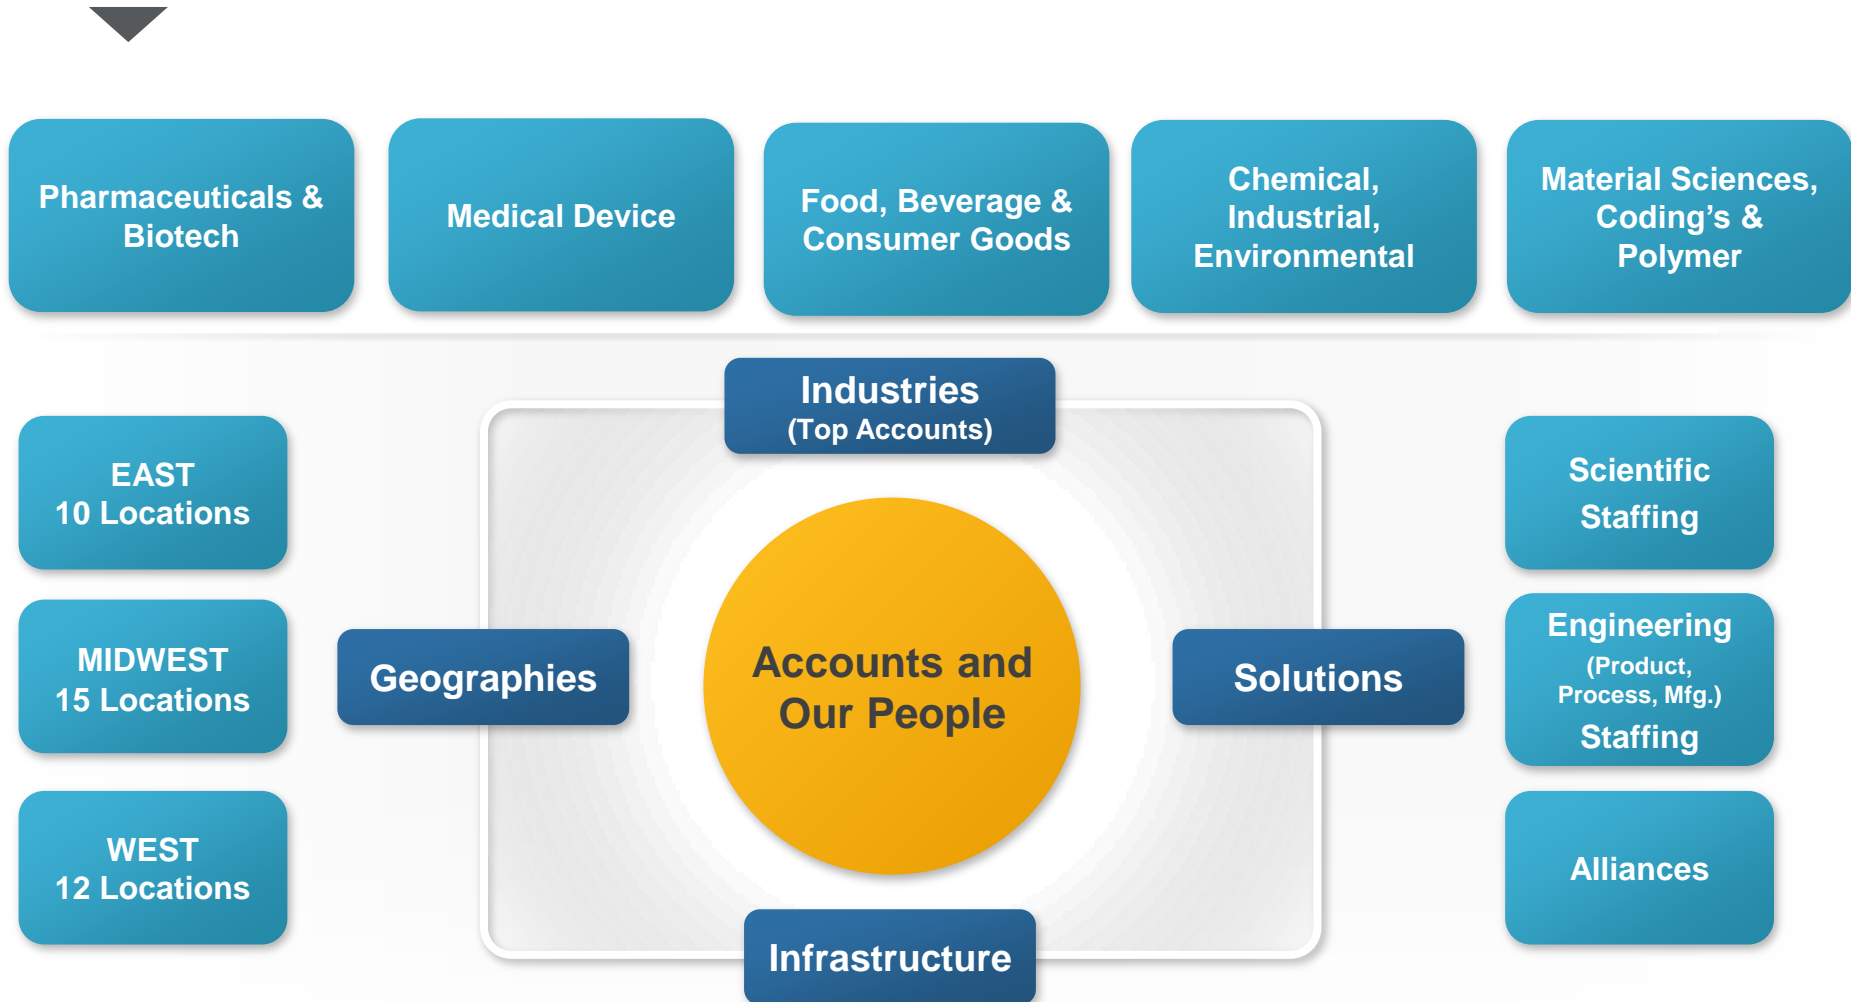 Pharmaceuticals &
Biotech
Medical Device
Food, Beverage &
Consumer Goods
Chemical,
Industrial,
Environmental
Material Sciences,
Coding’s &
Polymer
Industries
(Top Accounts)
EAST
10 Locations
MIDWEST
15 Locations
WEST
12 Locations
Geographies
Accounts and
Our People
Solutions
Scientific
Staffing
Engineering
(Product,
Process, Mfg.)
Staffing
Alliances
Infrastructure